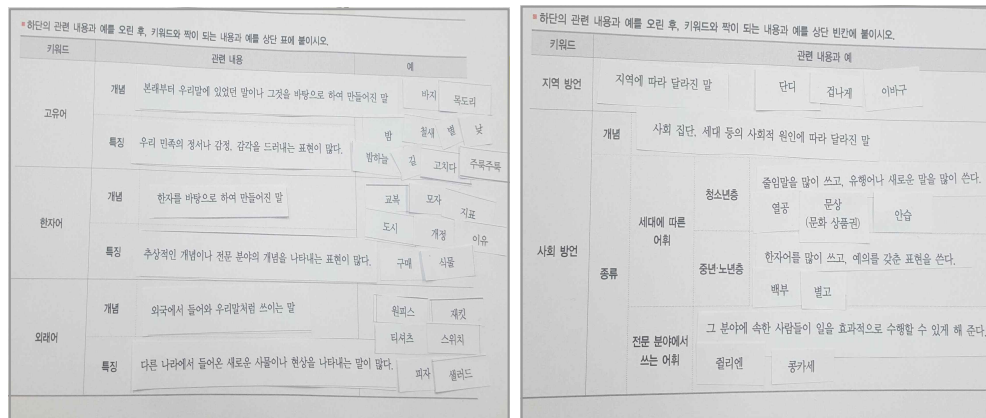 ▪하단의 관련 내용과 예를 오린 후, 키워드와 짝이 되는 내용과 예를 상단 표에 붙이시오.
키워드 관련 내용 예
고유어
개념 본래부터 우리말에 있었던 말이나 그것을 바탕으로 하여 만들어진 말
바지 목도리
특징 우리 민족의 정서나 감정, 감각을 드러내는 표현이 많다.
밤 철새 별 낮
밤하늘 길 고치다 주룩주룩
한자어
개념 한자를 바탕으로 하여 만들어진 말
교복 모자 지표
도시 개정 이유
특징 추상적인 개념이나 전문 분야의 개념을 나타내는 표현이 많다.
구매 식물
외래어
개념 외국에서 들어와 우리말처럼 쓰이는 말
원피스 재킷
티셔츠 스위치
특징 다른 나라에서 들어온 새로운 사물이나 현상을 나타내는 말이 많다.
피자 샐러드
▪하단의 관련 내용과 예를 오린 후, 키워드와 짝이 되는 내용과 예를 상단 빈칸에 붙이시오.
키워드 관련 내용과 예
지역 방언 지역에 따라 달라진 말 단디 겁나게 이바구
사회 방언
개념 사회 집단, 세대 등의 사회적 원인에 따라 달라진 말
종류
세대에 따른
어휘
청소년층 줄임말을 많이 쓰고, 유행어나 새로운 말을 많이 쓴다.
열공 문상
(문화 상품권) 안습
중년·노년층 한자어를 많이 쓰고, 예의를 갖춘 표현을 쓴다.
백부 별고
전문 분야에서
쓰는 어휘
그 분야에 속한 사람들이 일을 효과적으로 수행할 수 있게 해 준다.
쥘리엔 콩카세